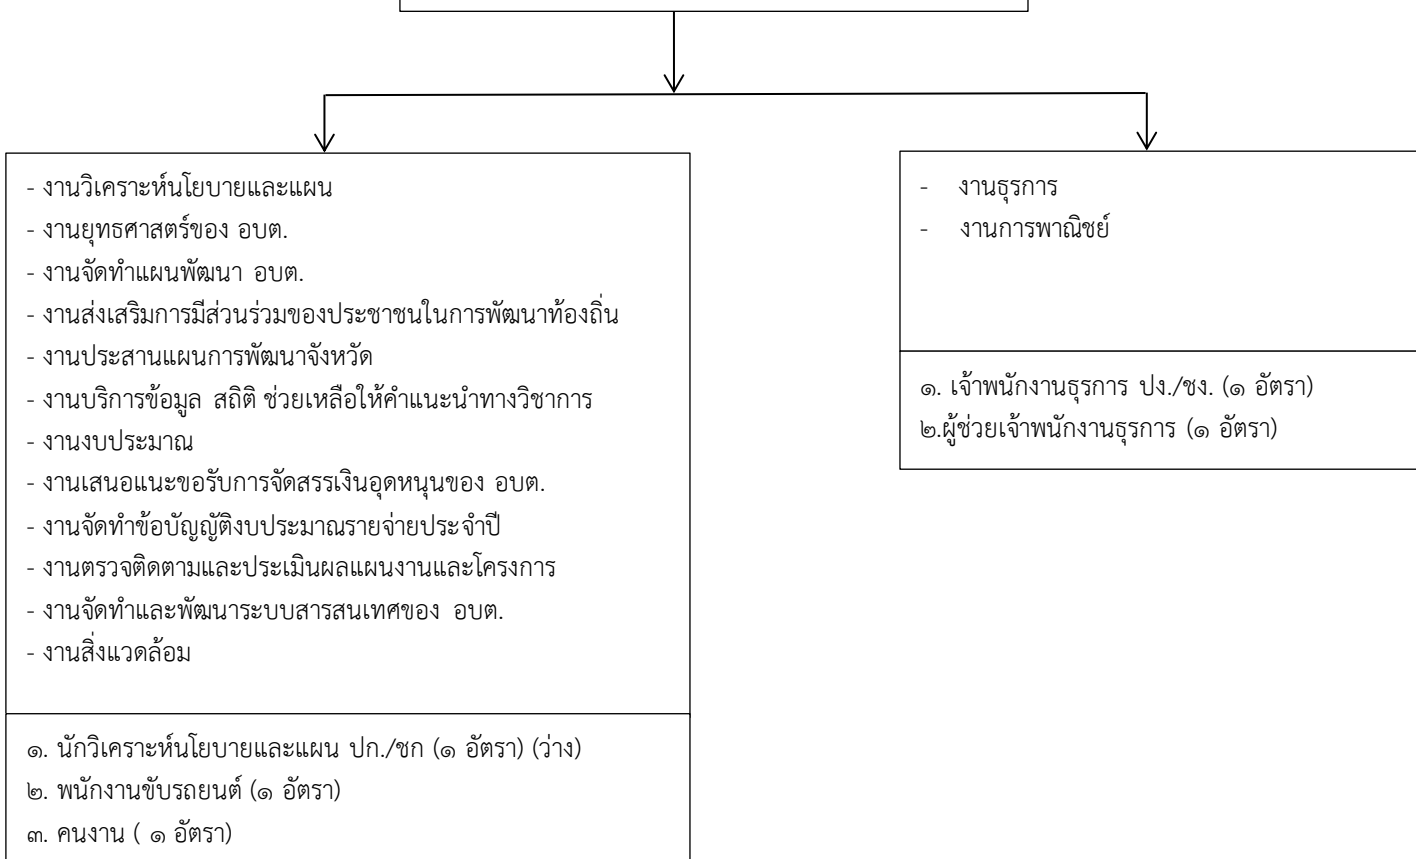 - งานวิเคราะห์นโยบายและแผน
- งานยุทธศาสตร์ของ อบต.
- งานจัดทำแผนพัฒนา อบต.
- งานส่งเสริมการมีส่วนร่วมของประชาชนในการพัฒนาท้องถิ่น
- งานประสานแผนการพัฒนาจังหวัด
- งานบริการข้อมูล สถิติ ช่วยเหลือให้คำแนะนำทางวิชาการ
- งานงบประมาณ
- งานเสนอแนะขอรับการจัดสรรเงินอุดหนุนของ อบต.
- งานจัดทำข้อบัญญัติงบประมาณรายจ่ายประจำปี
- งานตรวจติดตามและประเมินผลแผนงานและโครงการ
- งานจัดทำและพัฒนาระบบสารสนเทศของ อบต.
- งานสิ่งแวดล้อม
๑. นักวิเคราะห์นโยบายและแผน ปก./ชก (๑ อัตรา) (ว่าง)
๒. พนักงานขับรถยนต์ (๑ อัตรา)
๓. คนงาน ( ๑ อัตรา)
- งานธุรการ
- งานการพาณิชย์
๑. เจ้าพนักงานธุรการ ปง./ชง. (๑ อัตรา)
๒.ผู้ช่วยเจ้าพนักงานธุรการ (๑ อัตรา)